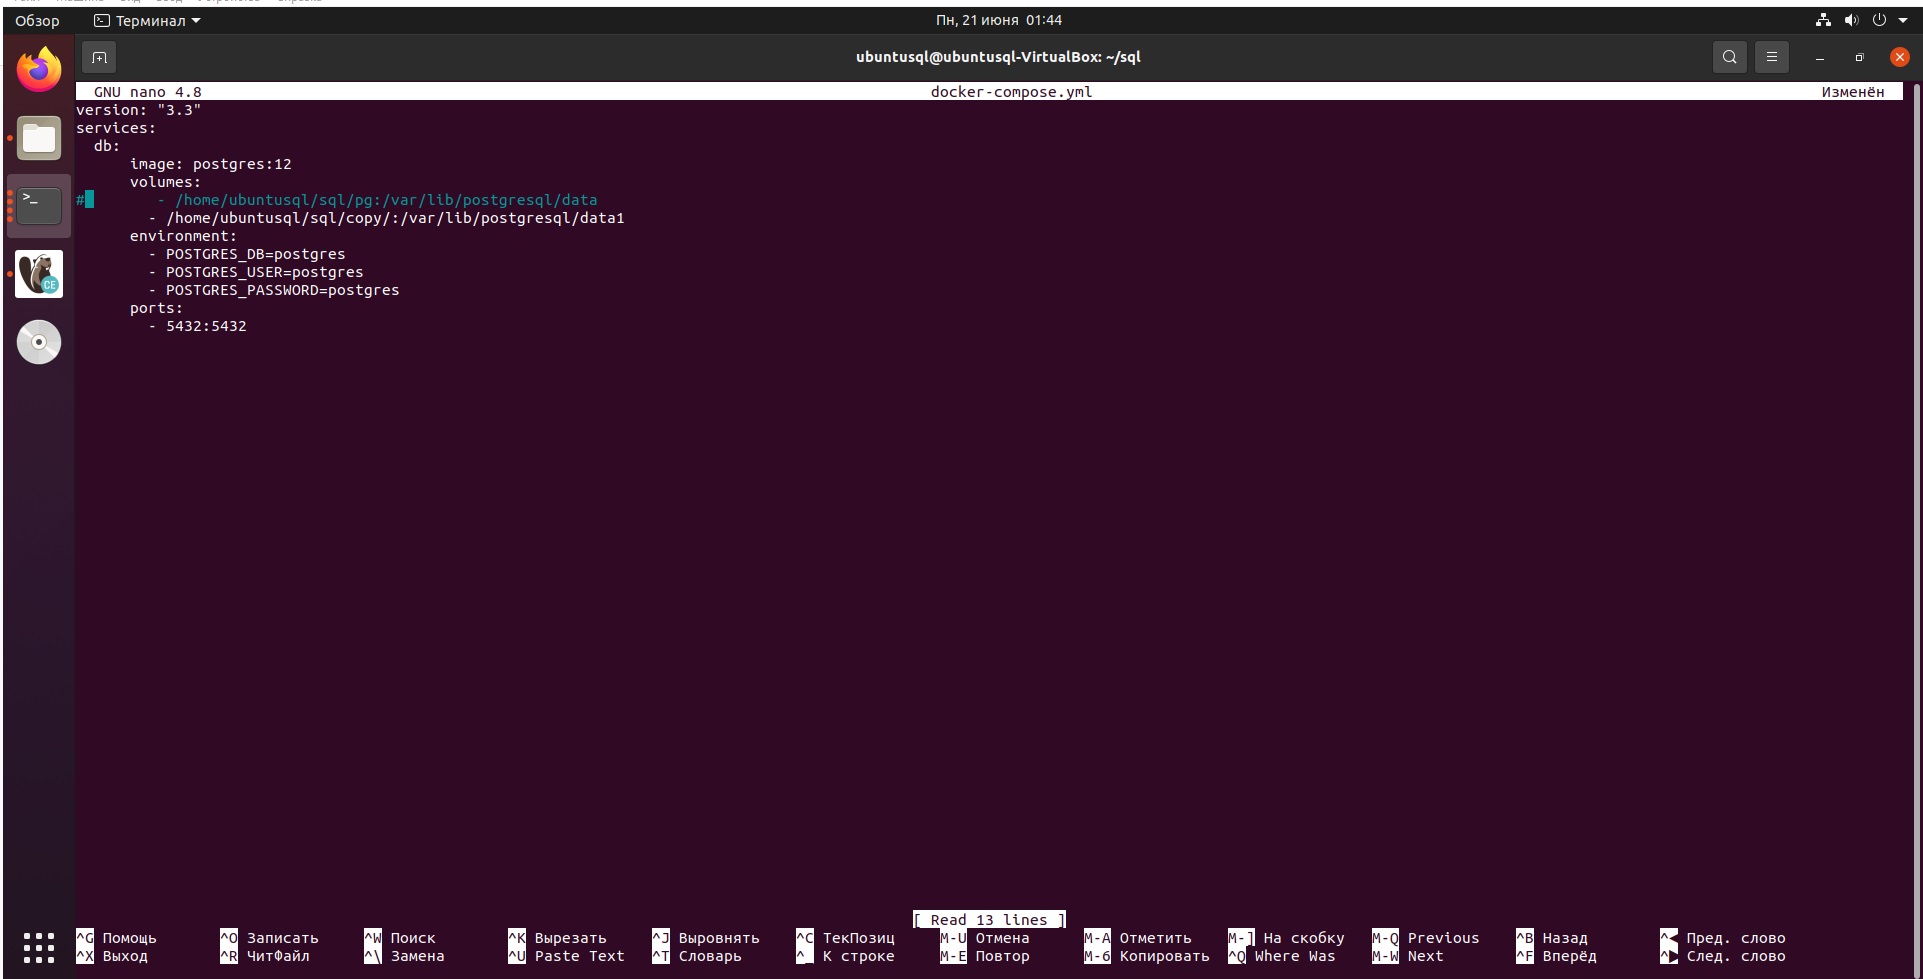 Обзор Терминал Пн, 21 июня 01:44
ubuntusql@ubuntusql-VirtualBox: ~/sql
GNU nano 4.8 docker-compose.yml Изменён
version: "3.3"
services:
  db:
      image: postgres:12
      volumes:
#        - /home/ubuntusql/sql/pg:/var/lib/postgresql/data
        - /home/ubuntusql/sql/copy/:/var/lib/postgresql/data1
      environment:
        - POSTGRES_DB=postgres
        - POSTGRES_USER=postgres
        - POSTGRES_PASSWORD=postgres
      ports:
        - 5432:5432
CE
[ Read 13 lines ]
^G Помощь ^O Записать ^W Поиск ^K Вырезать ^J Выровнять ^C ТекПозиц M-U Отмена M-A Отметить M-] На скобку M-Q Previous ^B Назад ^◀ Пред. слово
^X Выход ^R ЧитФайл ^\ Замена ^U Paste Text ^T Словарь ^_ К строке M-E Повтор M-6 Копировать ^Q Where Was M-W Next ^F Вперёд ^▶ След. слово